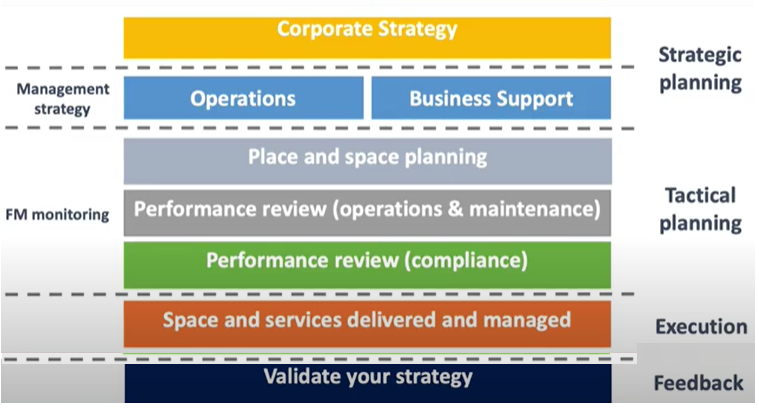 Corporate Strategy
Strategic
planning
Management
strategy
Operations
Business Support
Place and space planning
FM monitoring
Performance review (operations & maintenance)
Tactical
planning
Performance review (compliance)
Space and services delivered and managed
Execution
Validate your strategy
Feedback